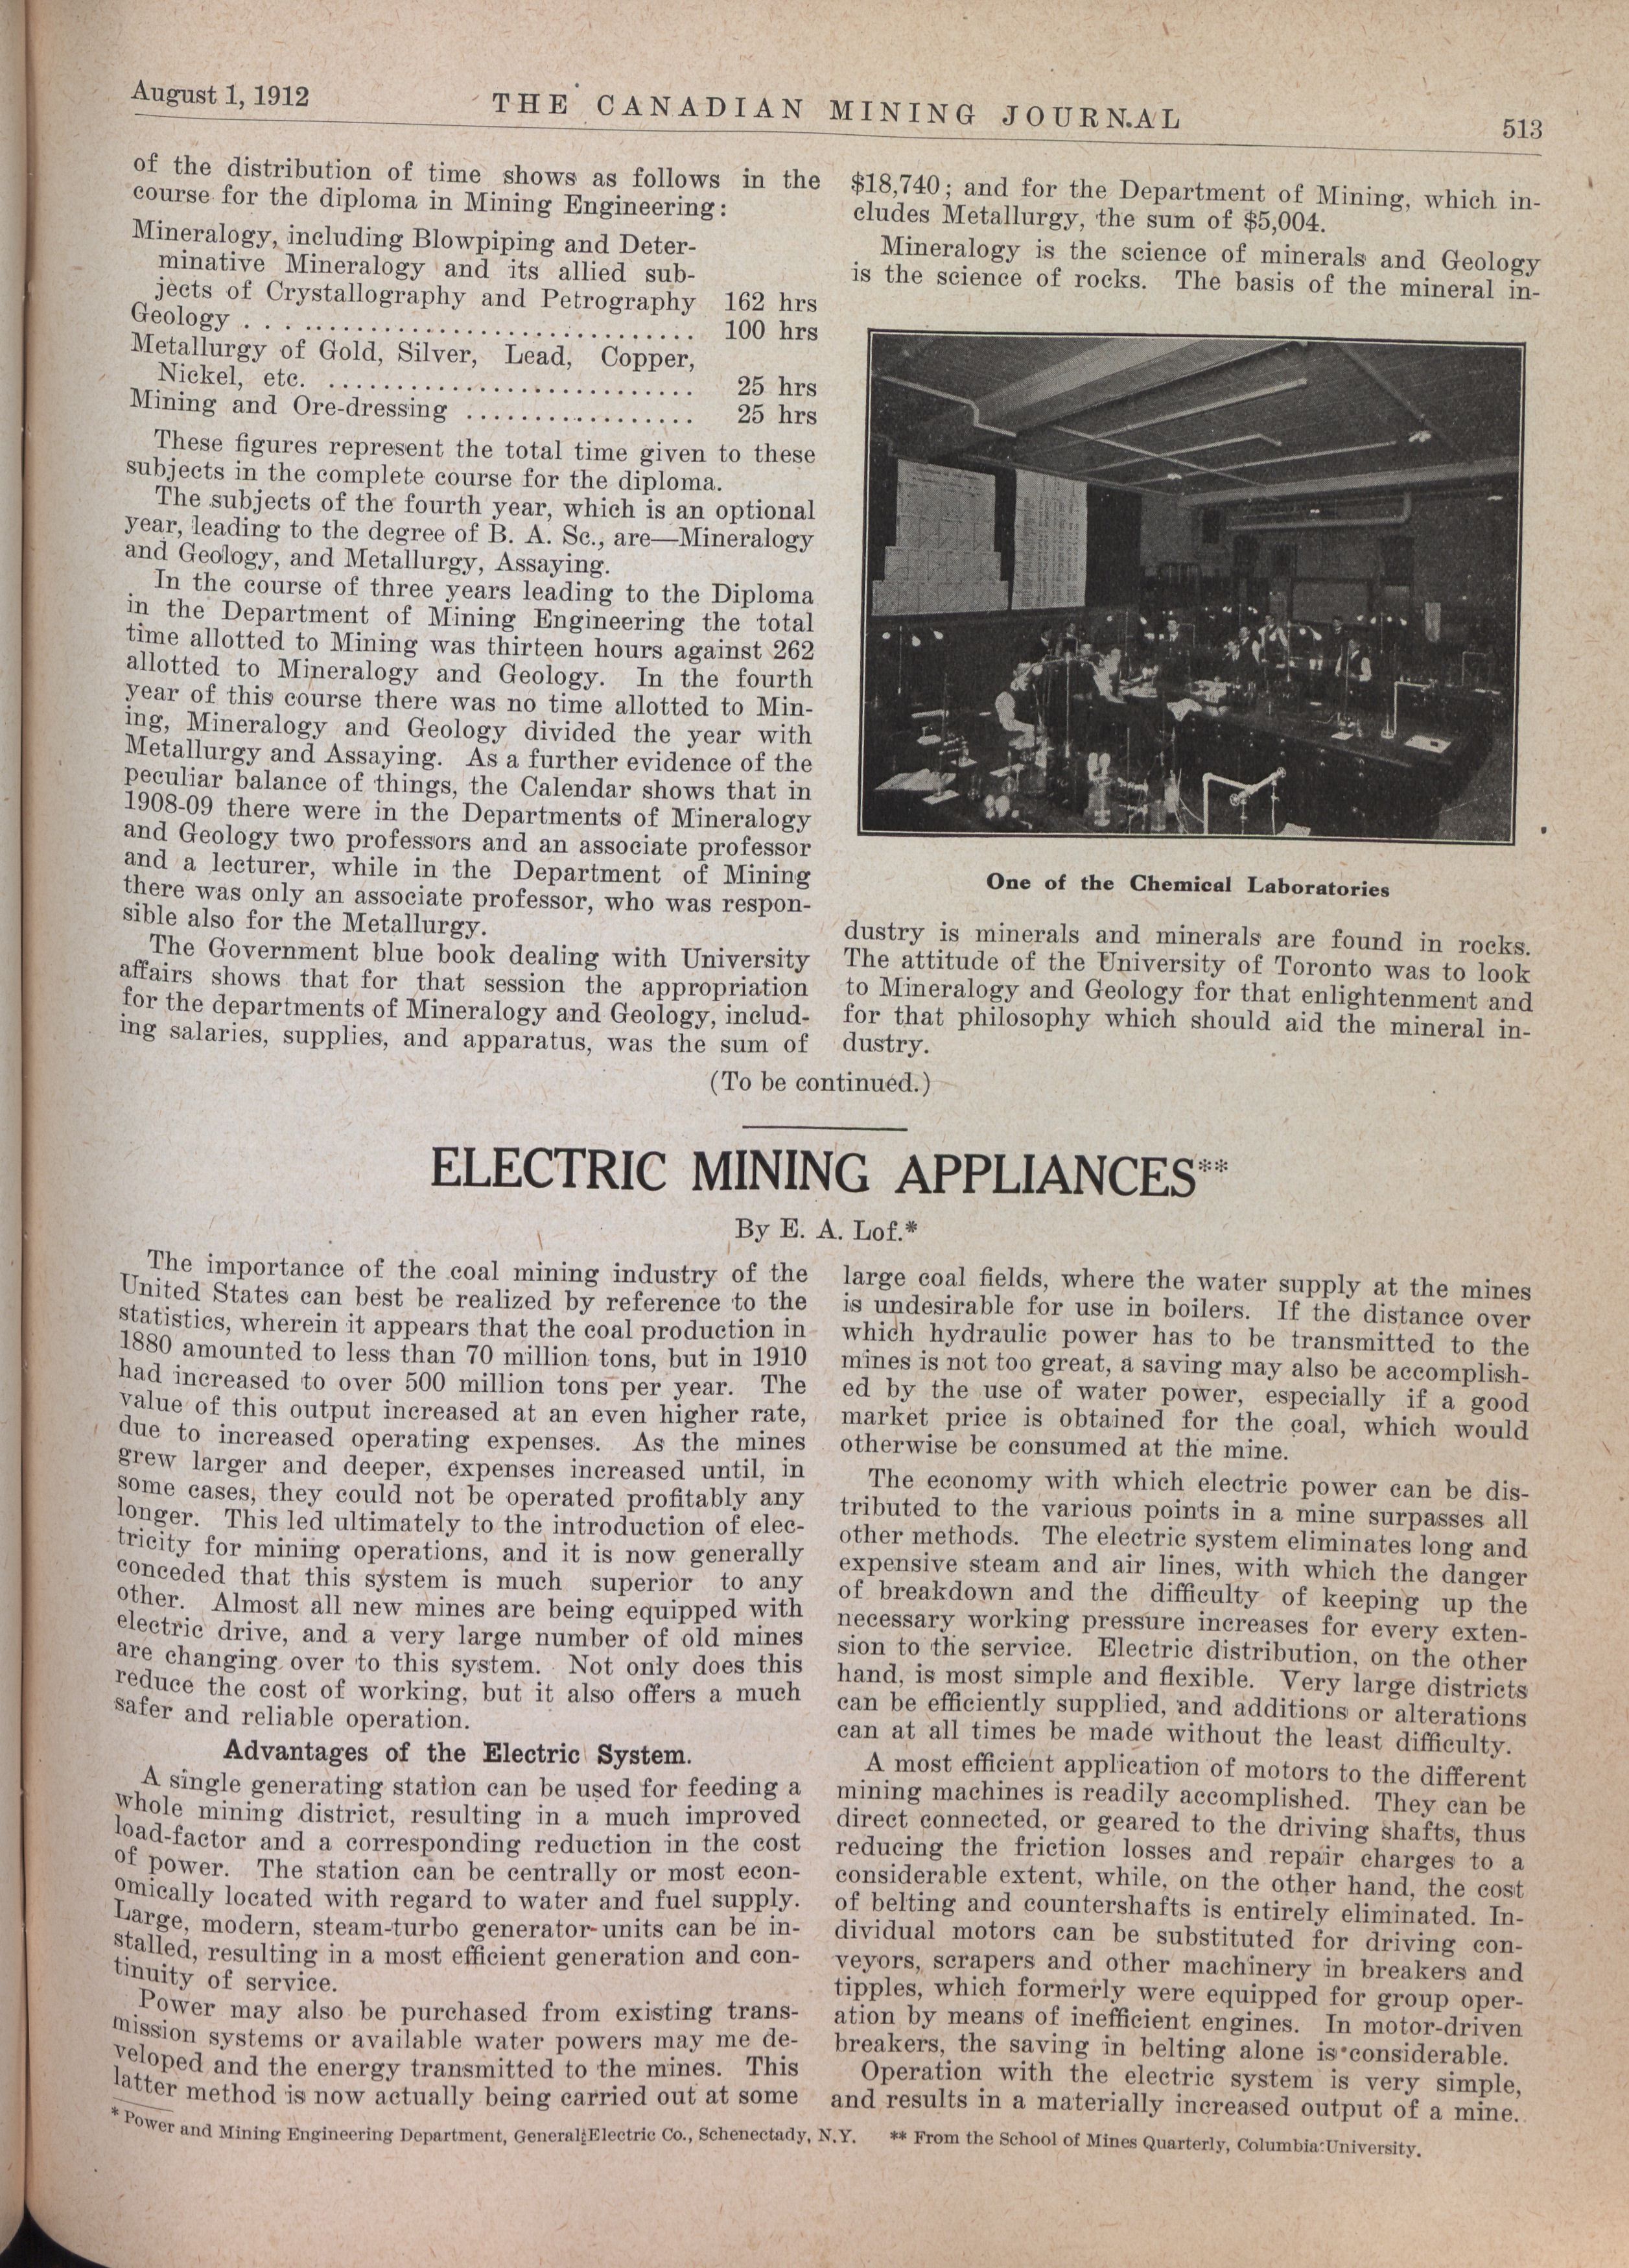 August 1, 1912
THE CANADIAN MINING JOURNAL
513
of the distribution of time shows as follows in the
course for the diploma in Mining Engineering:
Mineralogy, including Blowpiping and Deter-
minative Mineralogy and its allied sub-
jects of Crystallography and Petrography 162 hrs
Geology . . . ............................... 100 hrs
Metallurgy of Gold, Silver, Lead, Copper,
Nickel, etc. ........................... 25 hrs
Mining and Ore-dressing ................. 25 hrs
These figures represent the total time given to these
subjects in the complete course for the diploma.
The subjects of the fourth year, which is an optional
year, leading to the degree of B. A. Sc., are—Mineralogy
and Geology, and Metallurgy, Assaying.
In the course of three years leading to the Diploma
in the Department of Mining Engineering the total
time allotted to Mining was thirteen hours against 262
allotted to Mineralogy and Geology. In the fourth
year of this course there was no time allotted to Min-
ing, Mineralogy and Geology divided the year with
Metallurgy and Assaying. As a further evidence of the
peculiar balance of things, the Calendar shows that in
1908-09 there were in the Departments of Mineralogy
and Geology two professors and an associate professor
and a lecturer, while in the Department of Mining
there was only an associate professor, who was respon-
sible also for the Metallurgy.
The Government blue book dealing with University
affairs shows that for that session the appropriation
for the departments of Mineralogy and Geology, includ-
ing salaries, supplies, and apparatus, was the sum of
$18,740; and for the Department of Mining, which in-
cludes Metallurgy, the sum of $5,004.
Mineralogy is the science of minerals and Geology
is the science of rocks. The basis of the mineral in-
One of the Chemical Laboratories
dustry is minerals and minerals are found in rocks.
The attitude of the University of Toronto was to look
to Mineralogy and Geology for that enlightenment and
for that philosophy which should aid the mineral in-
dustry.
(To be continued.)
ELECTRIC MINING APPLIANCES**
By E. A. Lof.*
The importance of the coal mining industry of the
United States can best be realized by reference to the
statistics, wherein it appears that the coal production in
1880 amounted to less than 70 million tons, but in 1910
had increased to over 500 million tons per year. The
value of this output increased at an even higher rate,
due to increased operating expenses. As the mines
grew larger and deeper, expenses increased until, in
some cases, they could not be operated profitably any
longer. This led ultimately to the introduction of elec-
tricity for mining operations, and it is now generally
conceded that this system is much superior to any
other. Almost all new mines are being equipped with
electric drive, and a very large number of old mines
are changing over to this system. Not only does this
reduce the cost of working, but it also offers a much
safer and reliable operation.
Advantages of the Electric System.
A single generating station can be used for feeding a
whole mining district, resulting in a much improved
load-factor and a corresponding reduction in the cost
of power. The station can be centrally or most econ-
omically located with regard to water and fuel supply.
Large, modern, steam-turbo generator-units can be in-
stalled, resulting in a most efficient generation and con-
tinuity of service.
Power may also be purchased from existing trans-
mission systems or available water powers may me de-
veloped and the energy transmitted to the mines. This
latter method is now actually being carried out at some
large coal fields, where the water supply at the mines
is undesirable for use in boilers. If the distance over
which hydraulic power has to be transmitted to the
mines is not too great, a saving may also be accomplish-
ed by the use of water power, especially if a good
market price is obtained for the coal, which would
otherwise be consumed at the mine.
The economy with which electric power can be dis-
tributed to the various points in a mine surpasses all
other methods. The electric system eliminates long and
expensive steam and air lines, with which the danger
of breakdown and the difficulty of keeping up the
necessary working pressure increases for every exten-
sion to the service. Electric distribution, on the other
hand, is most simple and flexible. Very large districts
can be efficiently supplied, and additions or alterations
can at all times be made without the least difficulty.
A most efficient application of motors to the different
mining machines is readily accomplished. They can be
direct connected, or geared to the driving shafts, thus
reducing the friction losses and repair charges to a
considerable extent, while, on the other hand, the cost
of belting and countershafts is entirely eliminated. In-
dividual motors can be substituted for driving con-
veyors, scrapers and other machinery in breakers and
tipples, which formerly were equipped for group oper-
ation by means of inefficient engines. In motor-driven
breakers, the saving in belting alone is considerable.
Operation with the electric system is very simple,
and results in a materially increased output of a mine.
* Power and Mining Engineering Department, General Electric Co., Schenectady, N.Y. ** From the School of Mines Quarterly, Columbia University.